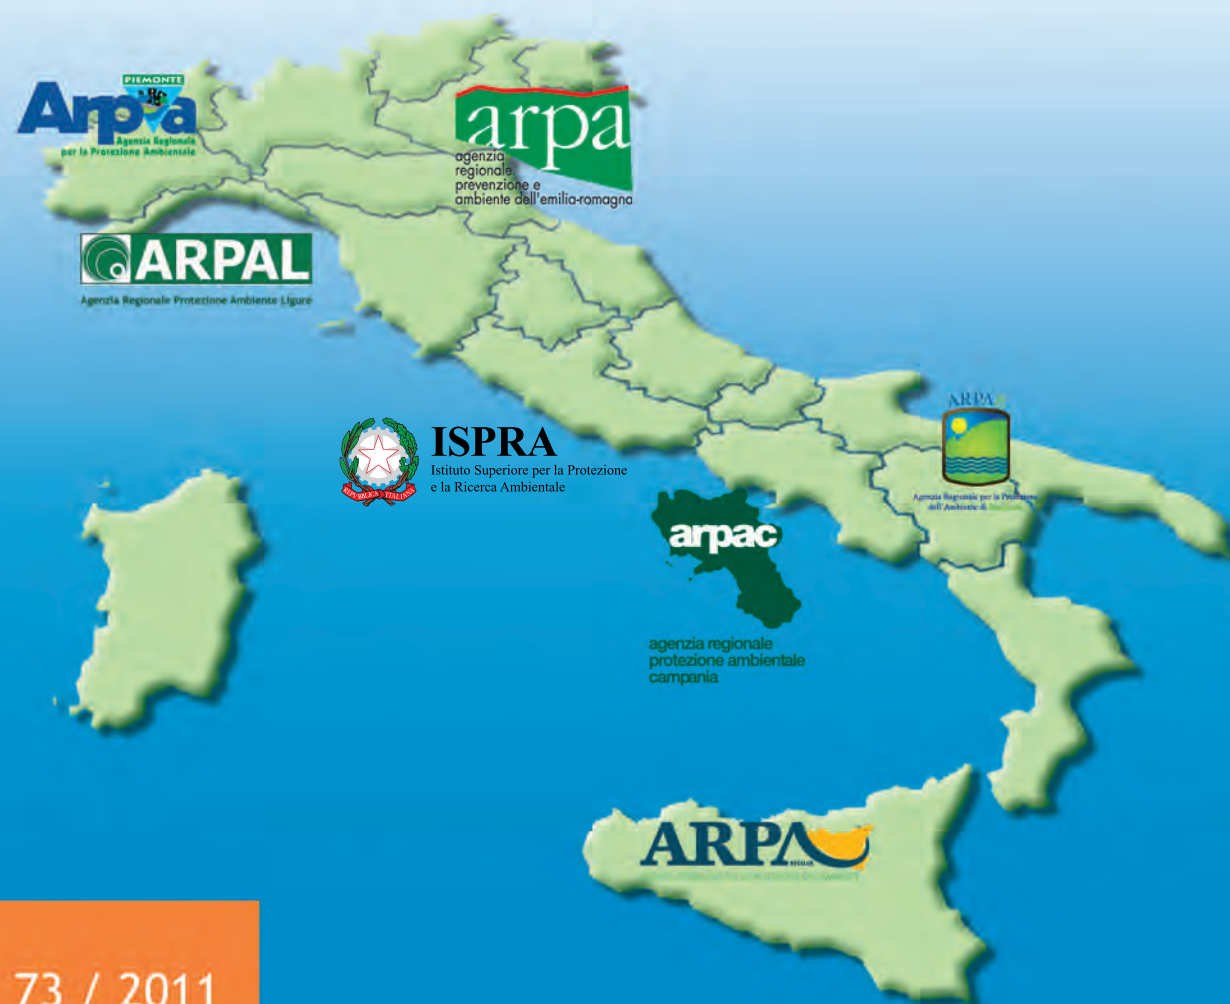 PIEMONTE
Arpa
Agenzia Regionale
per la Protezione Ambientale
arpa
agenzia
regionale
prevenzione e
ambiente dell'emilia-romagna
ARPAL
Agenzia Regionale Protezione Ambiente Ligure
ISPRA
Istituto Superiore per la Protezione
e la Ricerca Ambientale
REPVBBLICA ITALIANA
ARPA
Agenzia Regionale per la Protezione
dell'Ambiente di
arpac
agenzia regionale
protezione ambientale
campania
ARPA
73 / 2011